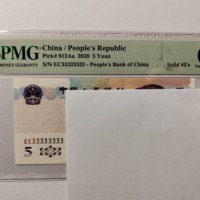 PMG
China / People's Republic
Pick# 912Aa 2020 5 Yuan
S/N EC33333333 - People's Bank of China
Solid #3's
MONEY GUARANTY
EC33333333
5